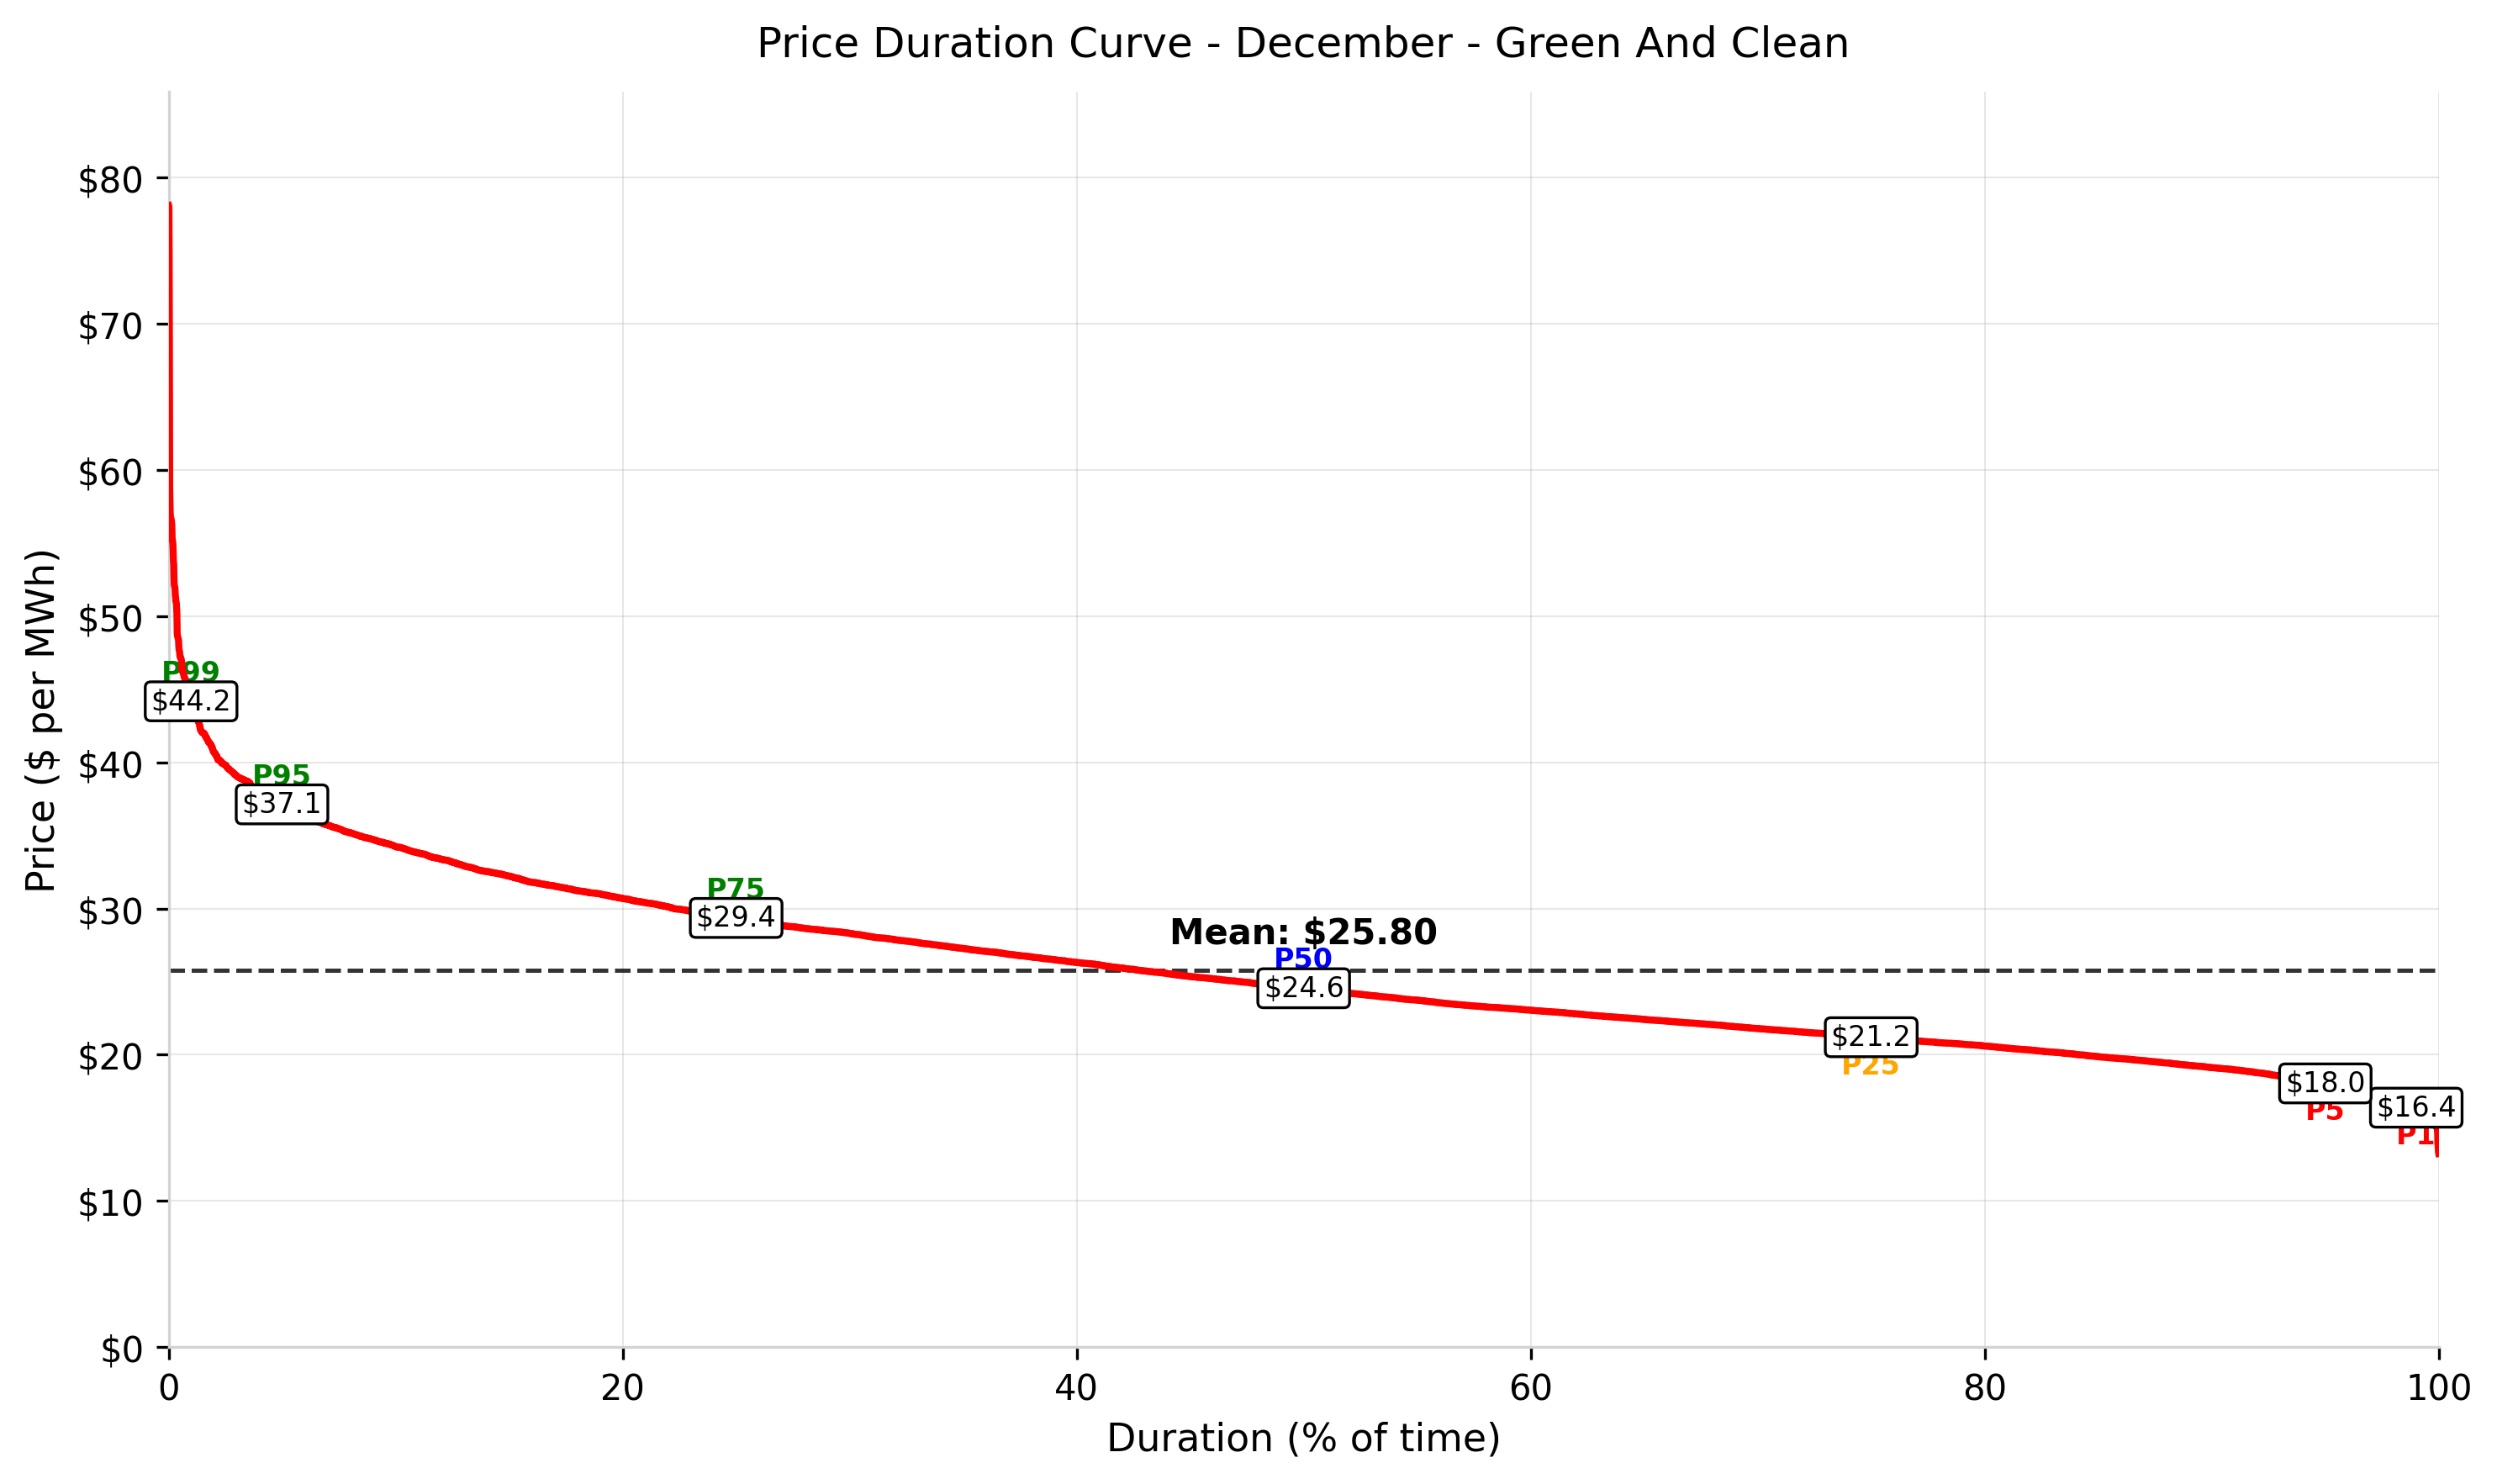 Price Duration Curve - December - Green And Clean
Price ($ per MWh)
$80
$70
$60
$50
$40
$30
$20
$10
$0
P99
$44.2
P95
$37.1
P75
$29.4
Mean: $25.80
P50
$24.6
$21.2
P25
$18.0
P5
$16.4
P1
0
20
40
60
80
100
Duration (% of time)